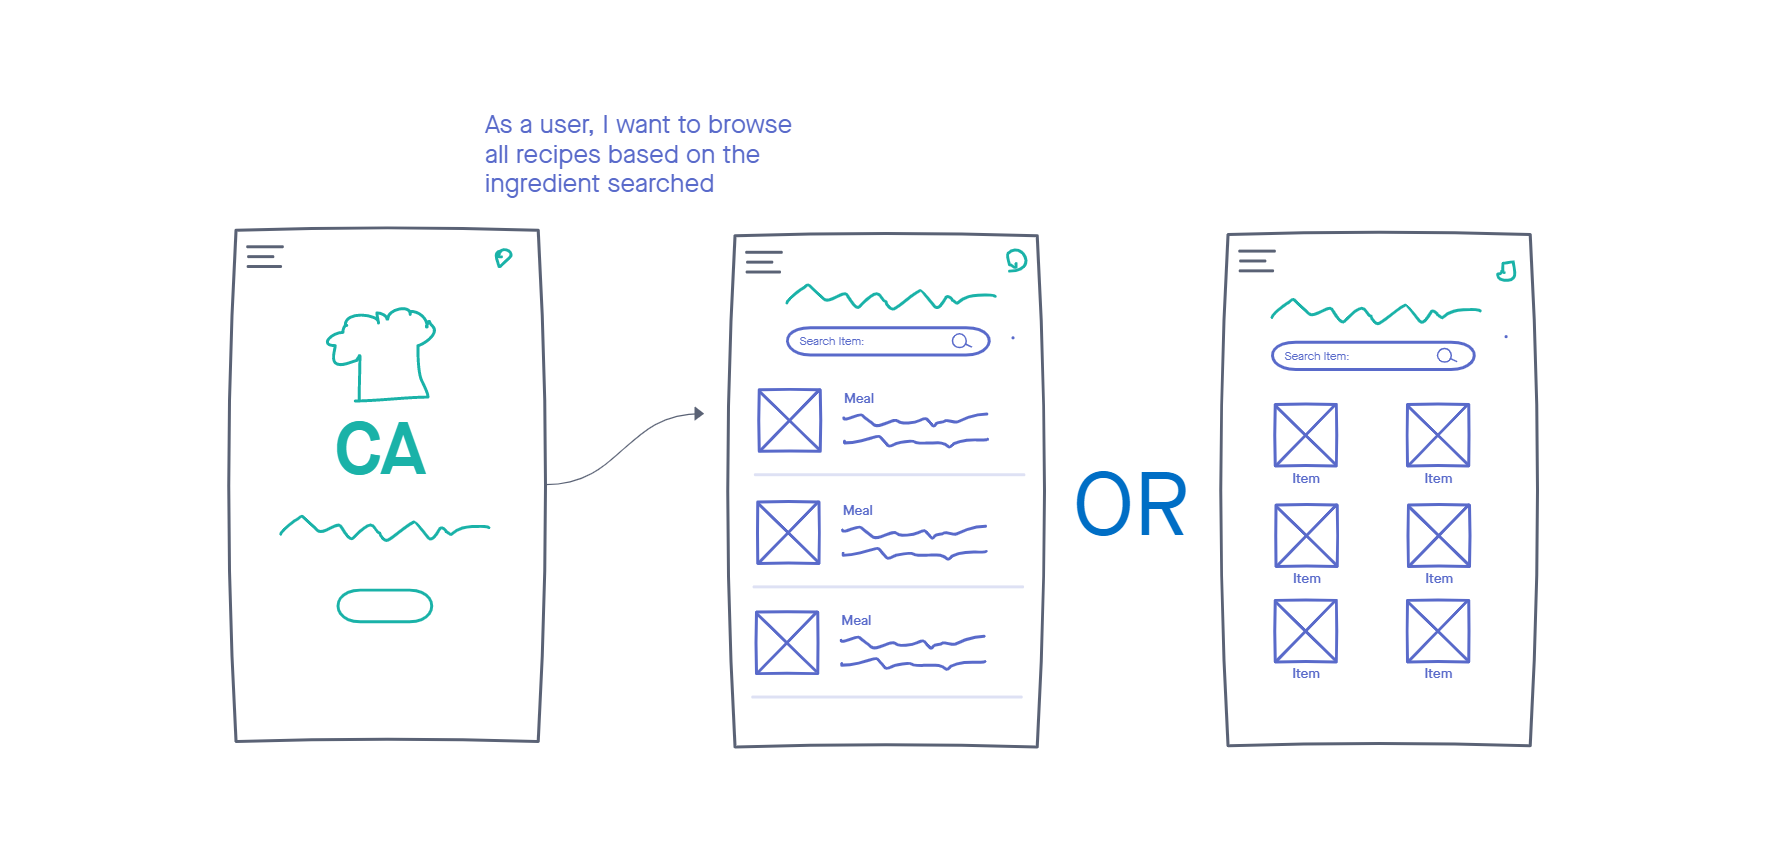 As a user, I want to browse
all recipes based on the
ingredient searched
CA
Search Item:
Meal
Meal
Meal
OR
Search Item:
Item Item
Item Item
Item Item